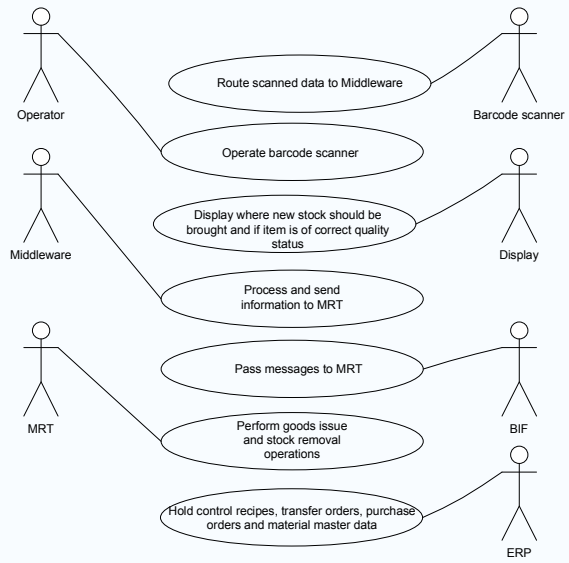 Route scanned data to Middleware
Operator
Barcode scanner
Operate barcode scanner
Display where new stock should be
brought and if item is of correct quality
status
Middleware
Display
Process and send
information to MRT
Pass messages to MRT
MRT
BIF
Perform goods issue
and stock removal
operations
Hold control recipes, transfer orders, purchase
orders and material master data
ERP